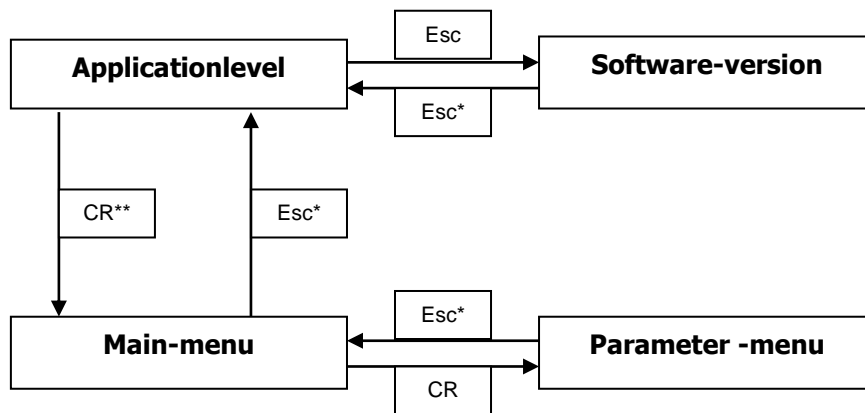 Esc
Applicationlevel
Software-version
Esc*
CR**
Esc*
Esc*
Main-menu
Parameter -menu
CR